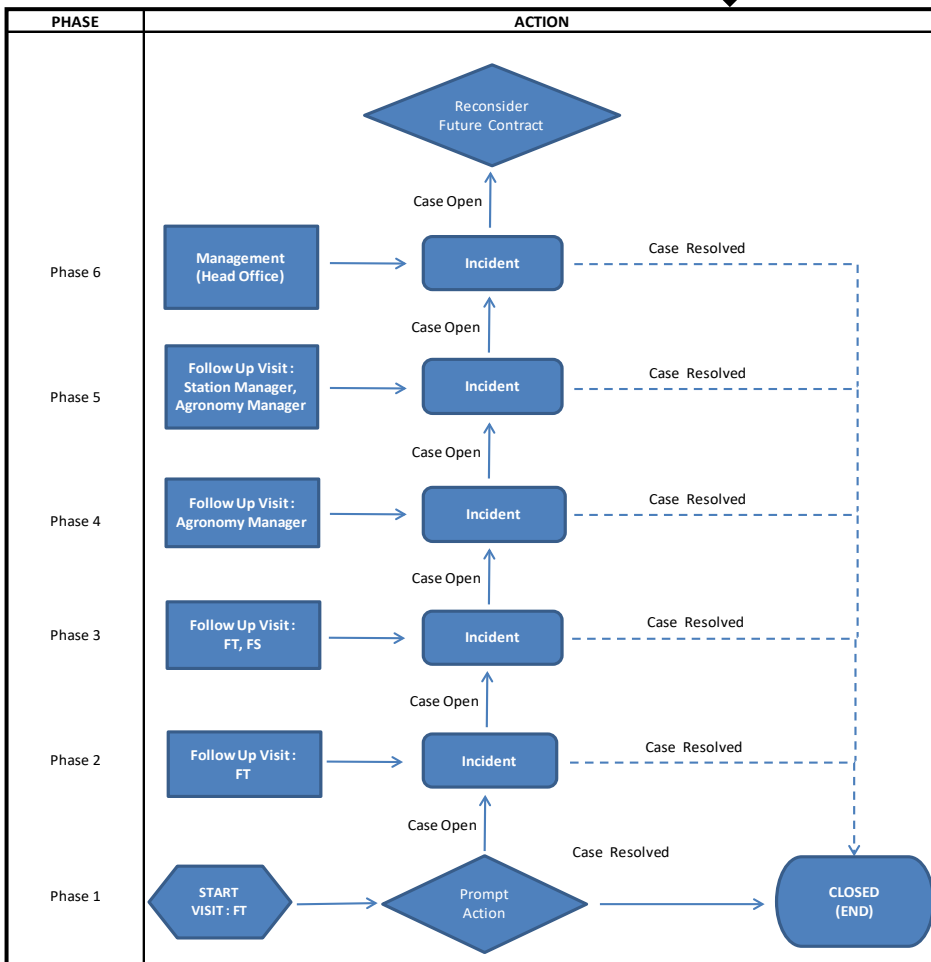 PHASE
ACTION
Reconsider
Future Contract
Case Open
Phase 6
Management
(Head Office)
Incident
Case Resolved
Case Open
Phase 5
Follow Up Visit :
Station Manager,
Agronomy Manager
Incident
Case Resolved
Case Open
Phase 4
Follow Up Visit :
Agronomy Manager
Incident
Case Resolved
Case Open
Phase 3
Follow Up Visit :
FT, FS
Incident
Case Resolved
Case Open
Phase 2
Follow Up Visit :
FT
Incident
Case Resolved
Case Open
Case Resolved
Phase 1
START
VISIT : FT
Prompt
Action
CLOSED
(END)